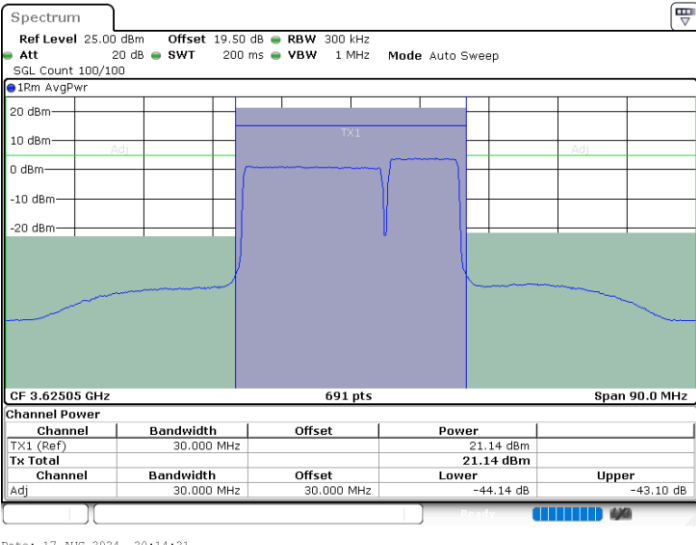 Spectrum
Ref Level 25.00 dBm Offset 19.50 dB RBW 300 kHz
Att 20 dB SWT 200 ms VBW 1 MHz Mode Auto Sweep
SGL Count 100/100
1Rm AvgPwr
20 dBm
TX1
10 dBm
Adj Adj
0 dBm
-10 dBm
-20 dBm
CF 3.62505 GHz 691 pts Span 90.0 MHz
Channel Power
Channel Bandwidth Offset Power
TX1 (Ref) 30.000 MHz 21.14 dBm
Tx Total 21.14 dBm
Channel Bandwidth Offset Lower Upper
Adj 30.000 MHz 30.000 MHz -44.14 dB -43.10 dB
Ready